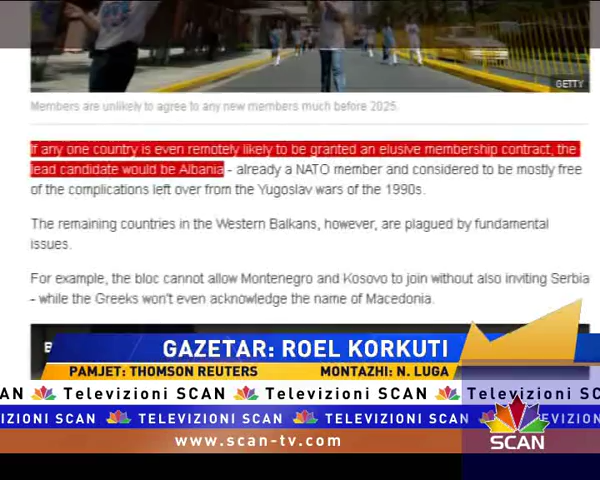 GETTY
Members are unlikely to agree to any new members much before 2025.
If any one country is even remotely likely to be granted an elusive membership contract, the
lead candidate would be Albania - already a NATO member and considered to be mostly free
of the complications left over from the Yugoslav wars of the 1990s.
The remaining countries in the Western Balkans, however, are plagued by fundamental
issues.
For example, the bloc cannot allow Montenegro and Kosovo to join without also inviting Serbia
- while the Greeks won't even acknowledge the name of Macedonia.
B
GAZETAR: ROEL KORKUTI
PAMJET: THOMSON REUTERS MONTAZHI: N. LUGA
AN Televizioni SCAN Televizioni SCAN Televizioni SCAN Televizioni S
IZIONI SCAN TELEVIZIONI SCAN TELEVIZIONI SCAN TELEVIZIONI SCAN VIZIONI
www.scan-tv.com
SCAN